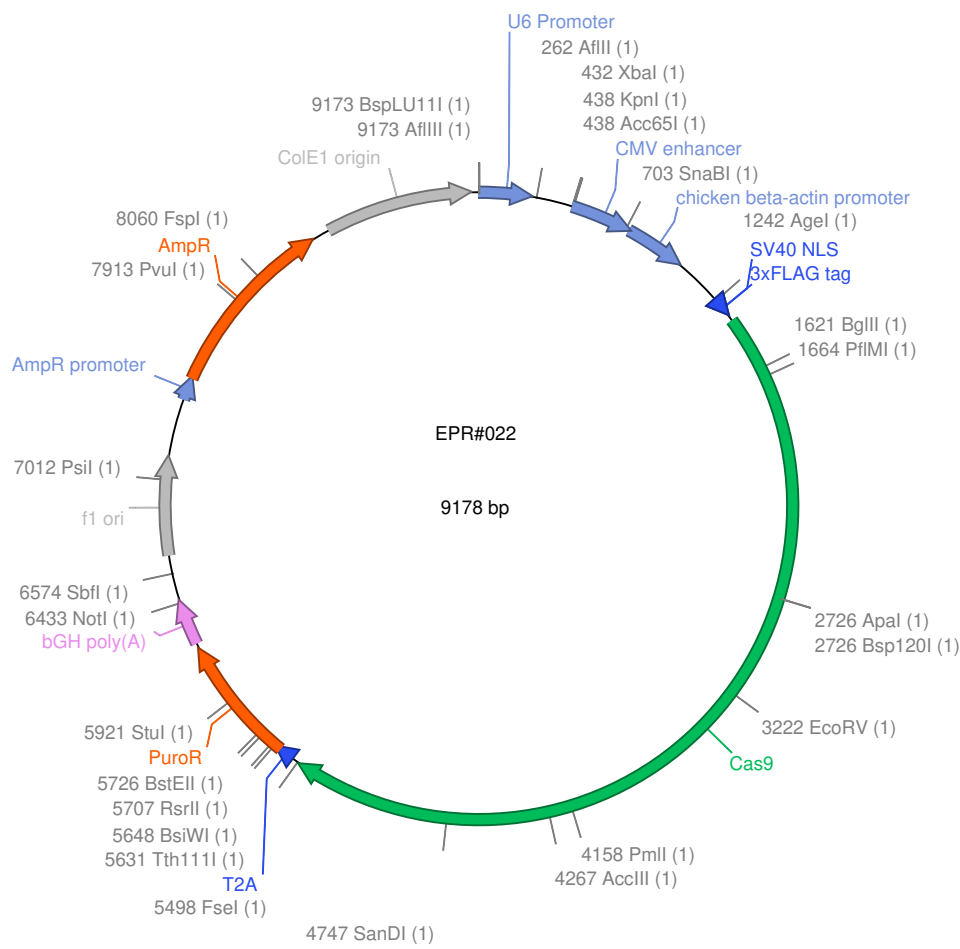 U6 Promoter
262 AflII (1)
432 XbaI (1)
438 KpnI (1)
438 Acc65I (1)
CMV enhancer
703 SnaBI (1)
chicken beta-actin promoter
1242 AgeI (1)
SV40 NLS
3xFLAG tag
1621 BglII (1)
1664 PflMI (1)
2726 ApaI (1)
2726 Bsp120I (1)
3222 EcoRV (1)
Cas9
4158 PmlI (1)
4267 AccIII (1)
4747 SanDI (1)
5498 FseI (1)
T2A
5631 Tth111I (1)
5648 BsiWI (1)
5707 RsrII (1)
5726 BstEII (1)
PuroR
5921 StuI (1)
bGH poly(A)
6433 NotI (1)
6574 SbfI (1)
f1 ori
7012 PsiI (1)
AmpR promoter
7913 PvuI (1)
AmpR
8060 FspI (1)
ColE1 origin
9173 AflIII (1)
9173 BspLU11I (1)
EPR#022
9178 bp